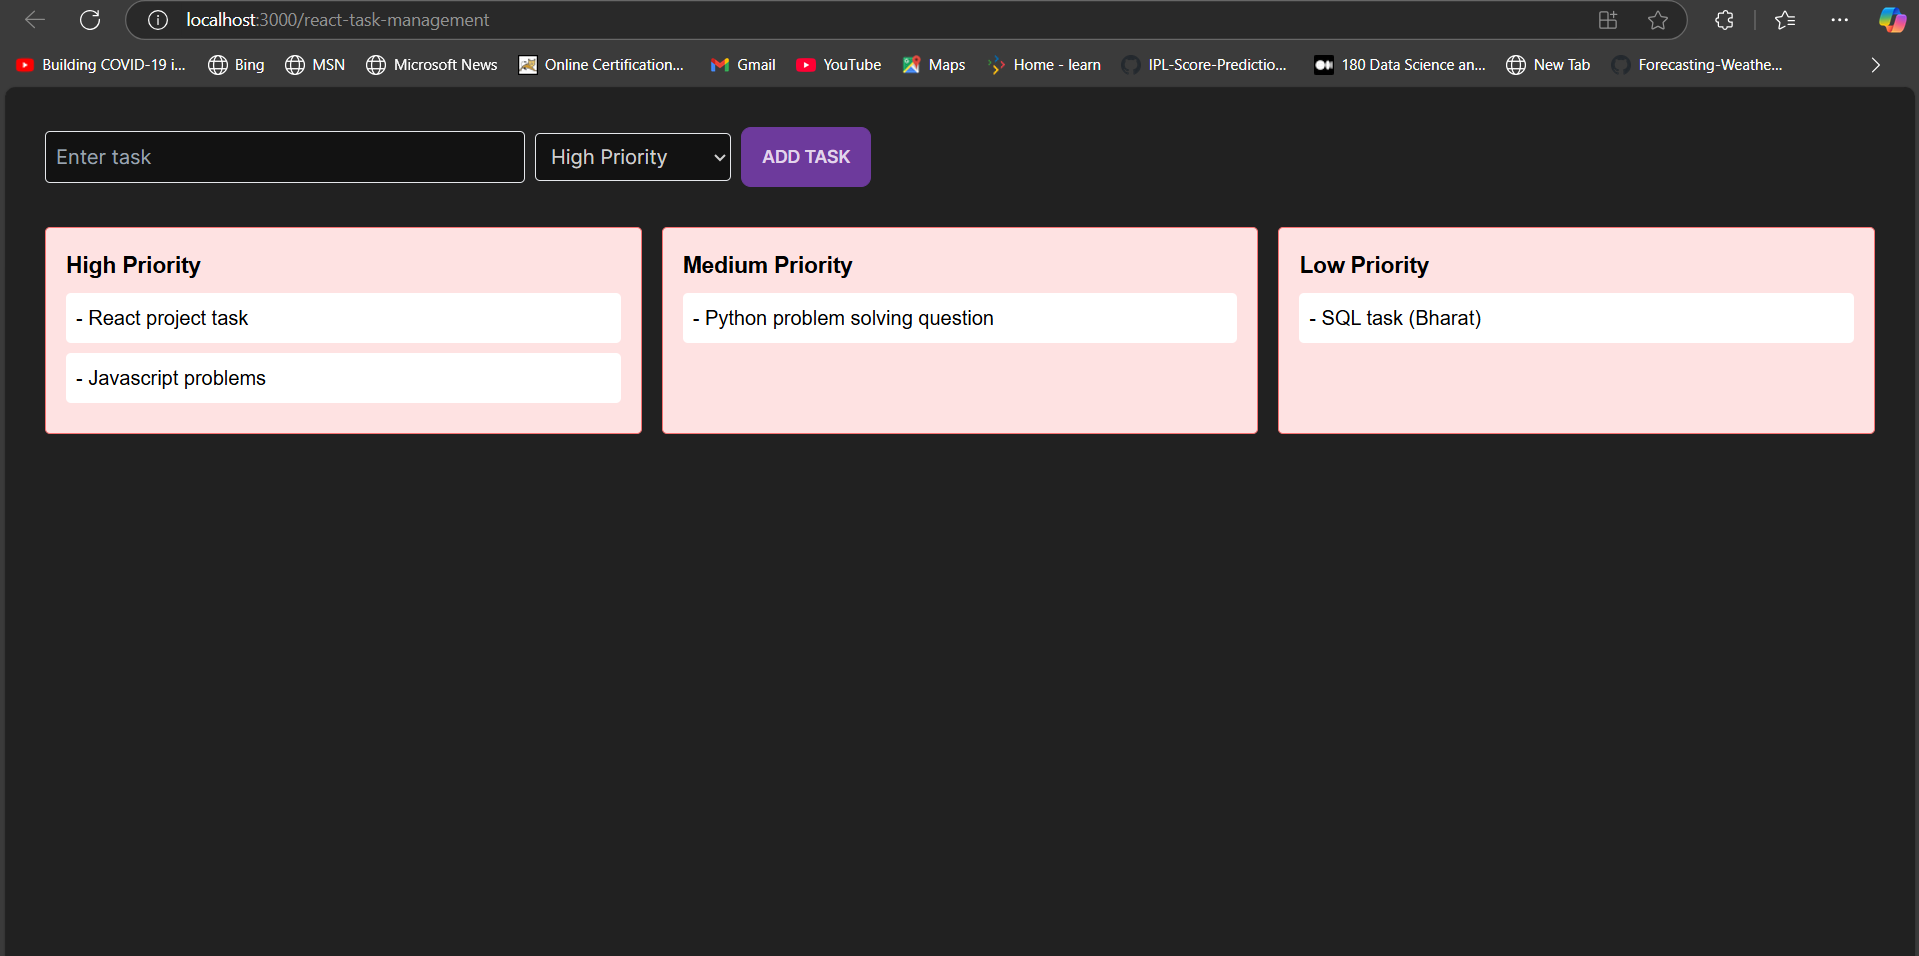 localhost:3000/react-task-management
Building COVID-19 i... Bing MSN Microsoft News Online Certification... Gmail YouTube Maps Home - learn IPL-Score-Predictio... 180 Data Science an... New Tab Forecasting-Weathe...
Enter task High Priority ADD TASK
High Priority
- React project task
- Javascript problems
Medium Priority
- Python problem solving question
Low Priority
- SQL task (Bharat)